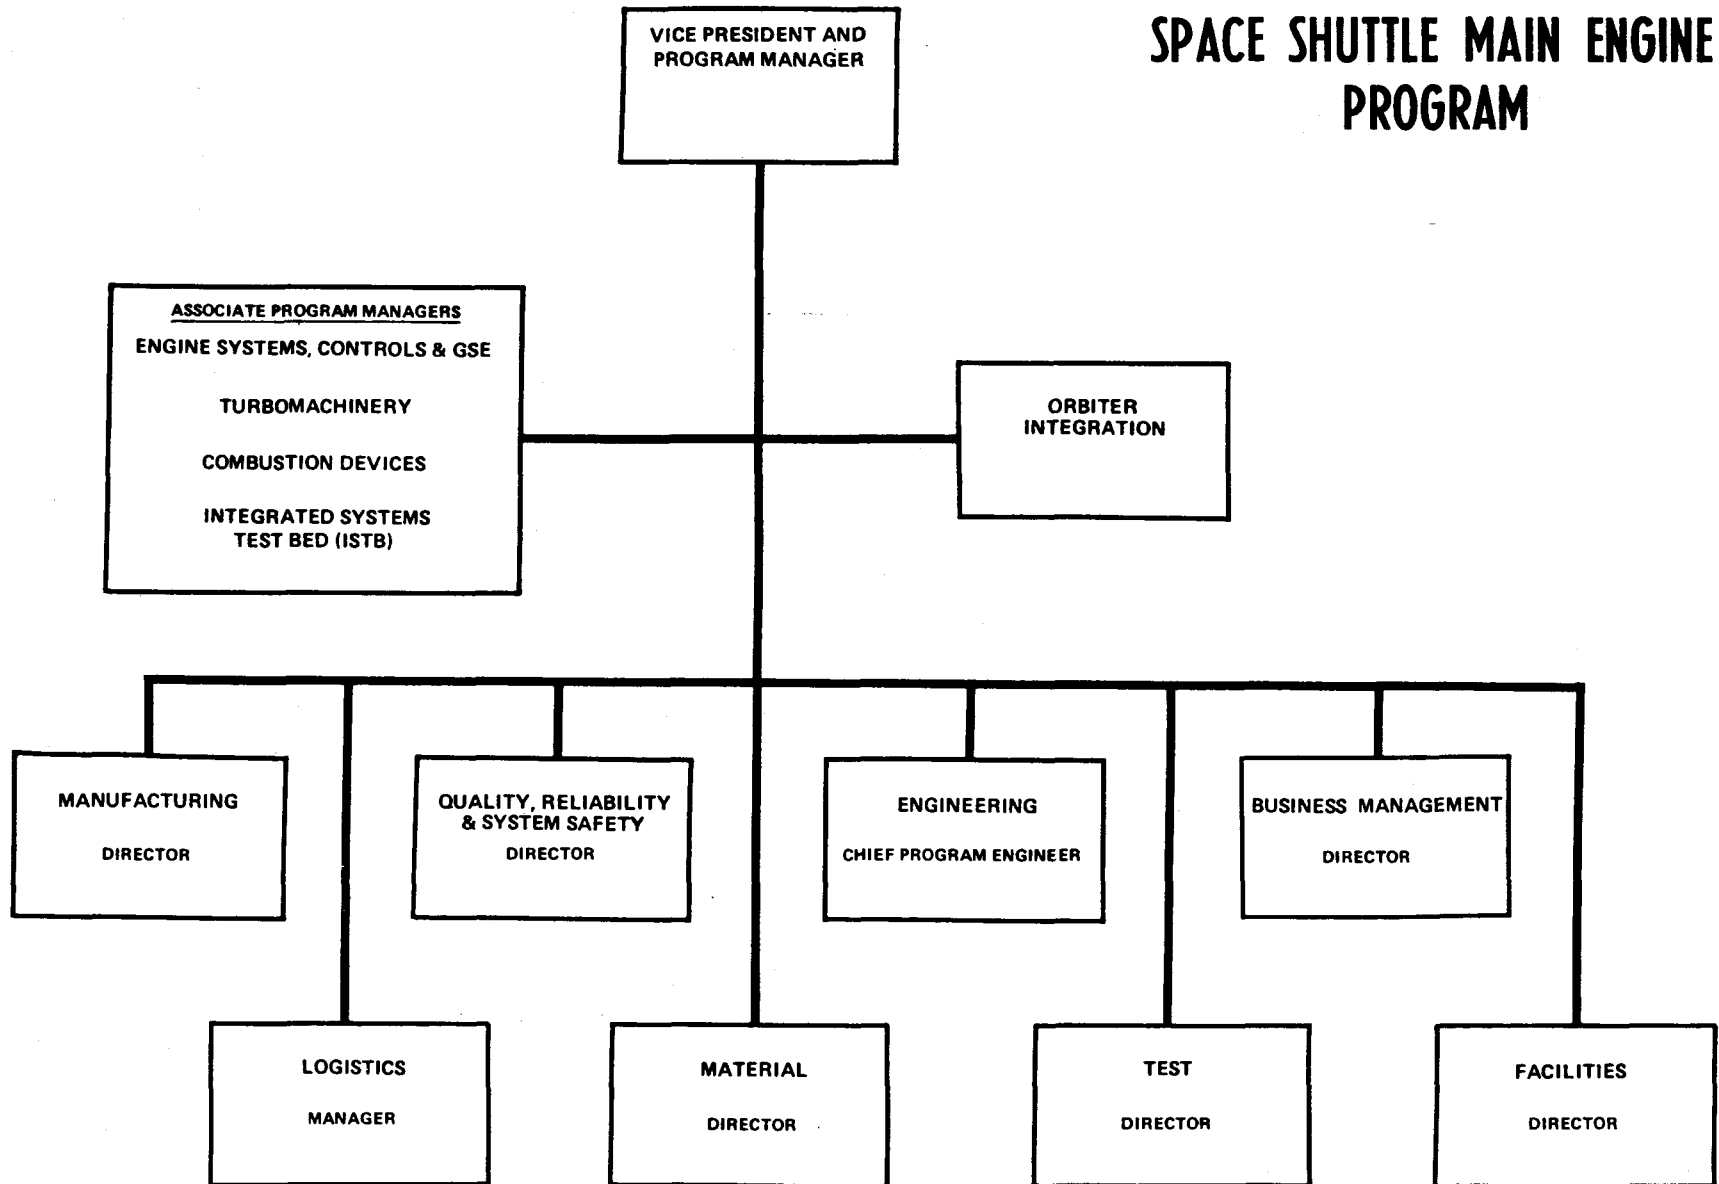 SPACE SHUTTLE MAIN ENGINE
PROGRAM
VICE PRESIDENT AND
PROGRAM MANAGER
ASSOCIATE PROGRAM MANAGERS
ENGINE SYSTEMS, CONTROLS & GSE
TURBOMACHINERY
COMBUSTION DEVICES
INTEGRATED SYSTEMS
TEST BED (ISTB)
ORBITER
INTEGRATION
MANUFACTURING
DIRECTOR
QUALITY, RELIABILITY
& SYSTEM SAFETY
DIRECTOR
ENGINEERING
CHIEF PROGRAM ENGINEER
BUSINESS MANAGEMENT
DIRECTOR
LOGISTICS
MANAGER
MATERIAL
DIRECTOR
TEST
DIRECTOR
FACILITIES
DIRECTOR